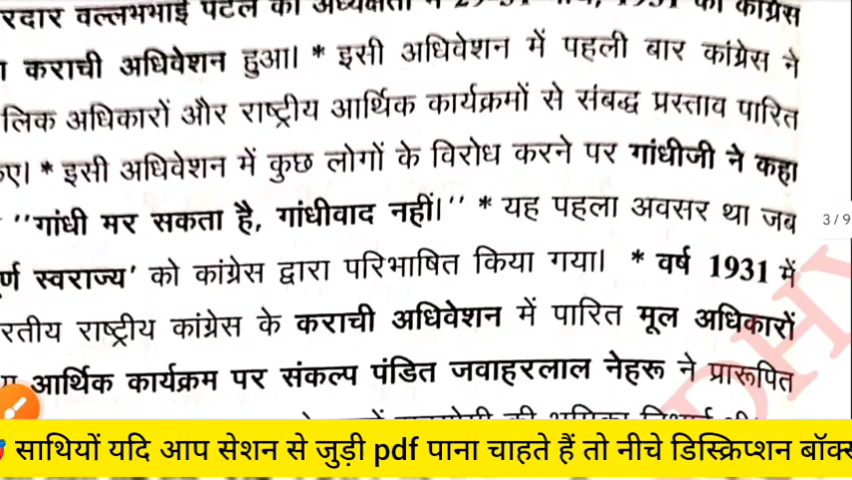 वल्लभभाई पटेल की अध्यक्षता में 29-31 मार्च, 1931 को कांग्रेस
कराची अधिवेशन हुआ। * इसी अधिवेशन में पहली बार कांग्रेस ने
लिक अधिकारों और राष्ट्रीय आर्थिक कार्यक्रमों से संबद्ध प्रस्ताव पारित
ए। * इसी अधिवेशन में कुछ लोगों के विरोध करने पर गांधीजी ने कहा
''गांधी मर सकता है, गांधीवाद नहीं।'' * यह पहला अवसर था जब
र्ण स्वराज्य' को कांग्रेस द्वारा परिभाषित किया गया। * वर्ष 1931 में
रतीय राष्ट्रीय कांग्रेस के कराची अधिवेशन में पारित मूल अधिकारों
आर्थिक कार्यक्रम पर संकल्प पंडित जवाहरलाल नेहरू ने प्रारूपित
3/9
साथियों यदि आप सेशन से जुड़ी pdf पाना चाहते हैं तो नीचे डिस्क्रिप्शन बॉक्स